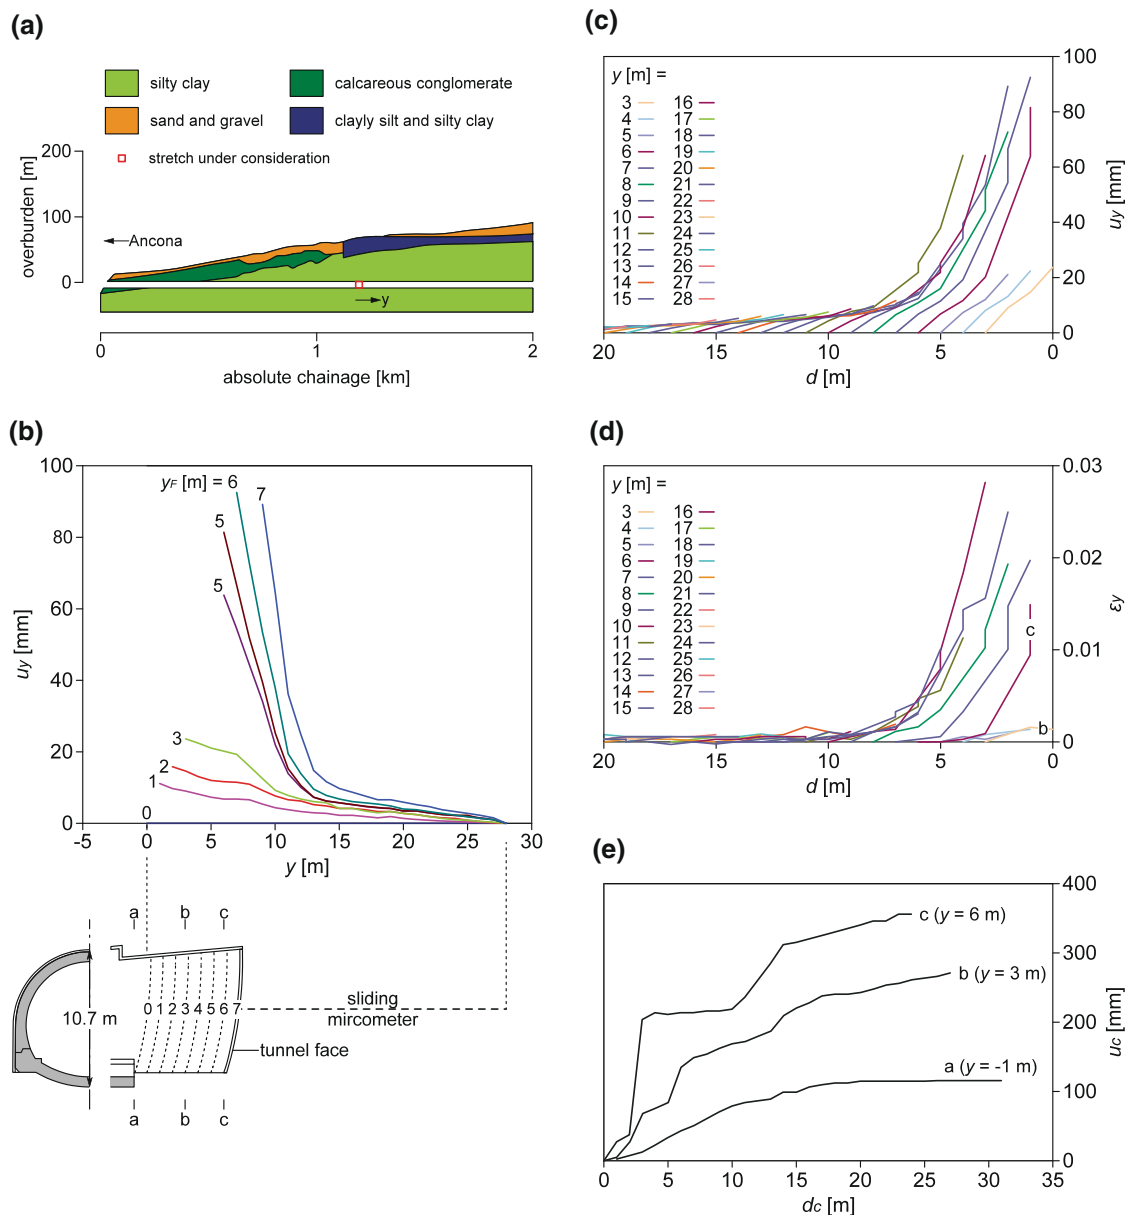 (a)
silty clay
calcareous conglomerate
sand and gravel
clayly silt and silty clay
stretch under consideration
overburden [m]
200
100
0
Ancona
y
0
1
2
absolute chainage [km]
(b)
100
80
60
40
20
0
uy [mm]
yF [m] = 6
7
5
5
3
2
1
0
-5
0
5
10
15
20
25
30
y [m]
a
b
c
10.7 m
0 1 2 3 4 5 6 7
sliding
mircometer
tunnel face
a
b
c
(c)
y [m] =
3
16
4
17
5
18
6
19
7
20
8
21
9
22
10
23
11
24
12
25
13
26
14
27
15
28
100
80
60
40
20
0
uy [mm]
20
15
10
5
0
d [m]
(d)
y [m] =
3
16
4
17
5
18
6
19
7
20
8
22
9
23
10
24
11
25
12
26
13
27
14
28
15
0.03
0.02
0.01
0
εy
c
b
20
15
10
5
0
d [m]
(e)
400
300
200
100
0
uc [mm]
c (y = 6 m)
b (y = 3 m)
a (y = -1 m)
0
5
10
15
20
25
30
35
dc [m]